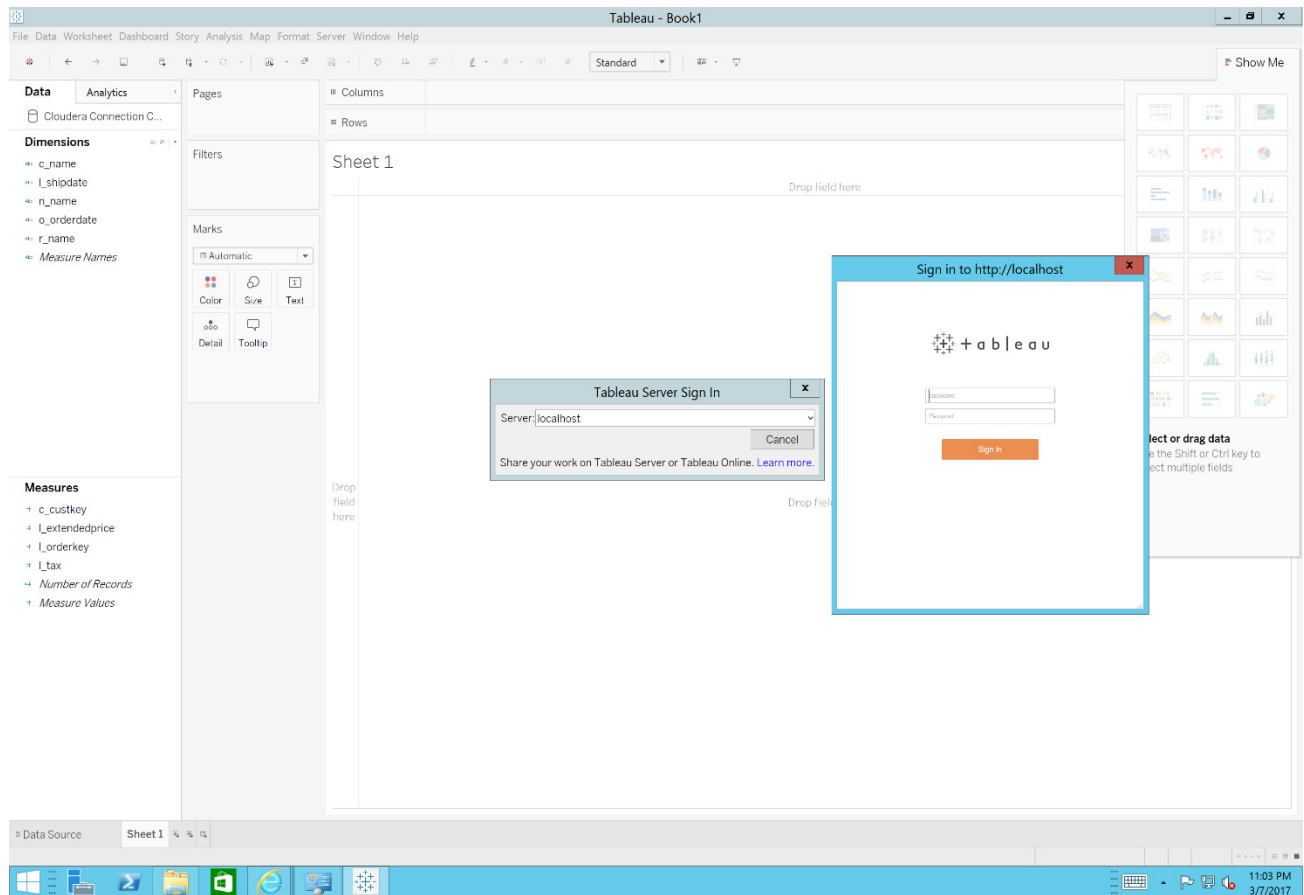 Tableau - Book1
File Data Worksheet Dashboard Story Analysis Map Format Server Window Help
Standard
Show Me
Data Analytics
Cloudera Connection C...
Dimensions
c_name
l_shipdate
n_name
o_orderdate
r_name
Measure Names
Measures
c_custkey
l_extendedprice
l_orderkey
l_tax
Number of Records
Measure Values
Pages
Filters
Marks
Automatic
Color Size Text
Detail Tooltip
Columns
Rows
Sheet 1
Drop field here
Drop
field
here
Drop fiel
Tableau Server Sign In x
Server: localhost
Cancel
Share your work on Tableau Server or Tableau Online. Learn more.
Sign in to http://localhost x
+ableau
Username
Password
Sign In
lect or drag data
e the Shift or Ctrl key to
ect multiple fields
Data Source Sheet 1
11:03 PM
3/7/2017